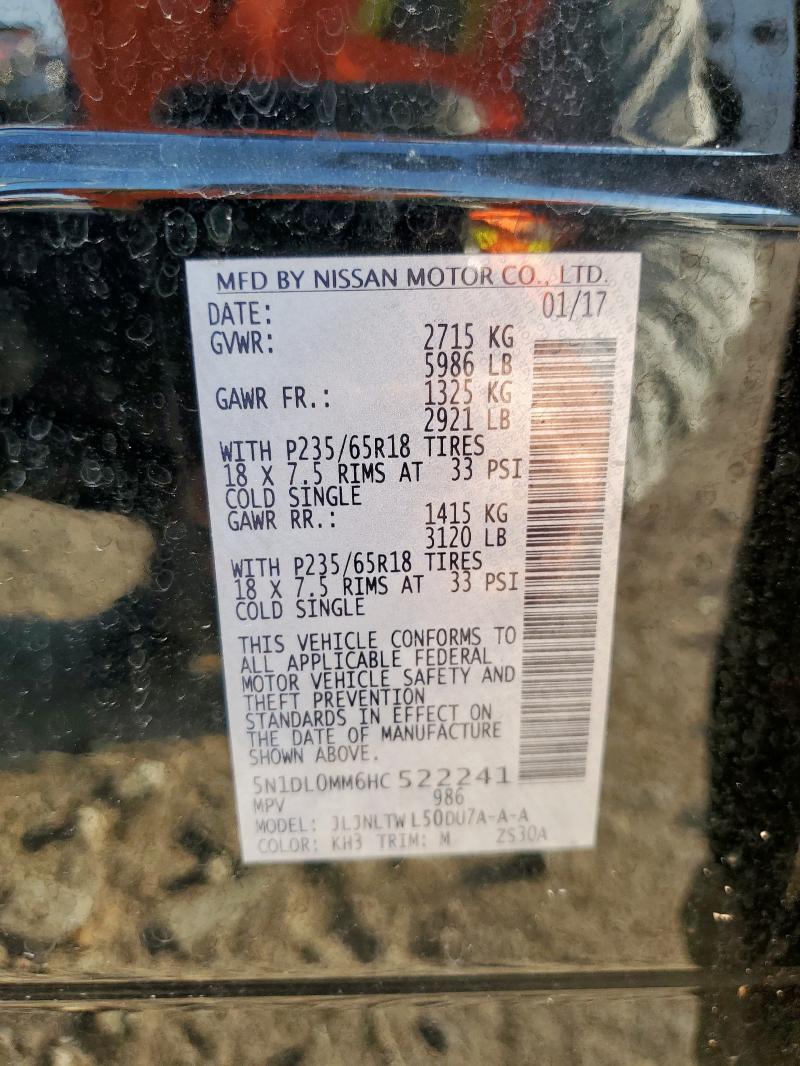 MFD BY NISSAN MOTOR CO., LTD.
DATE: 01/17
GVWR: 2715 KG
5986 LB
GAWR FR.: 1325 KG
2921 LB
WITH P235/65R18 TIRES
18 X 7.5 RIMS AT 33 PSI
COLD SINGLE
GAWR RR.: 1415 KG
3120 LB
WITH P235/65R18 TIRES
18 X 7.5 RIMS AT 33 PSI
COLD SINGLE
THIS VEHICLE CONFORMS TO
ALL APPLICABLE FEDERAL
MOTOR VEHICLE SAFETY AND
THEFT PREVENTION
STANDARDS IN EFFECT ON
THE DATE OF MANUFACTURE
SHOWN ABOVE.
5N1DL0MM6HC 522241
MPV 986
MODEL: JLJNLTW L50DU7A-A-A
COLOR: KH3 TRIM: M ZS30A